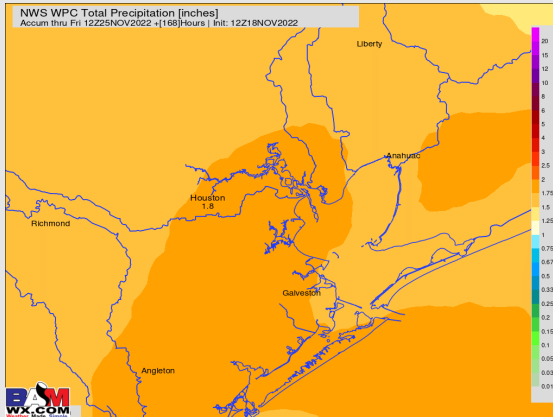 NWS WPC Total Precipitation [inches]
Accum thru Fri 12Z25NOV2022 +[168]Hours | Init: 12Z18NOV2022
Liberty
Anahuac
Houston
1.8
Richmond
Galveston
Angleton
20
15
12
10
8
6
5
4
3
2.5
2
1.75
1.5
1.25
1
0.75
0.67
0.5
0.33
0.25
0.2
0.15
0.1
0.05
0.03
0.01
BAM
WX.COM
Weather Made Simple